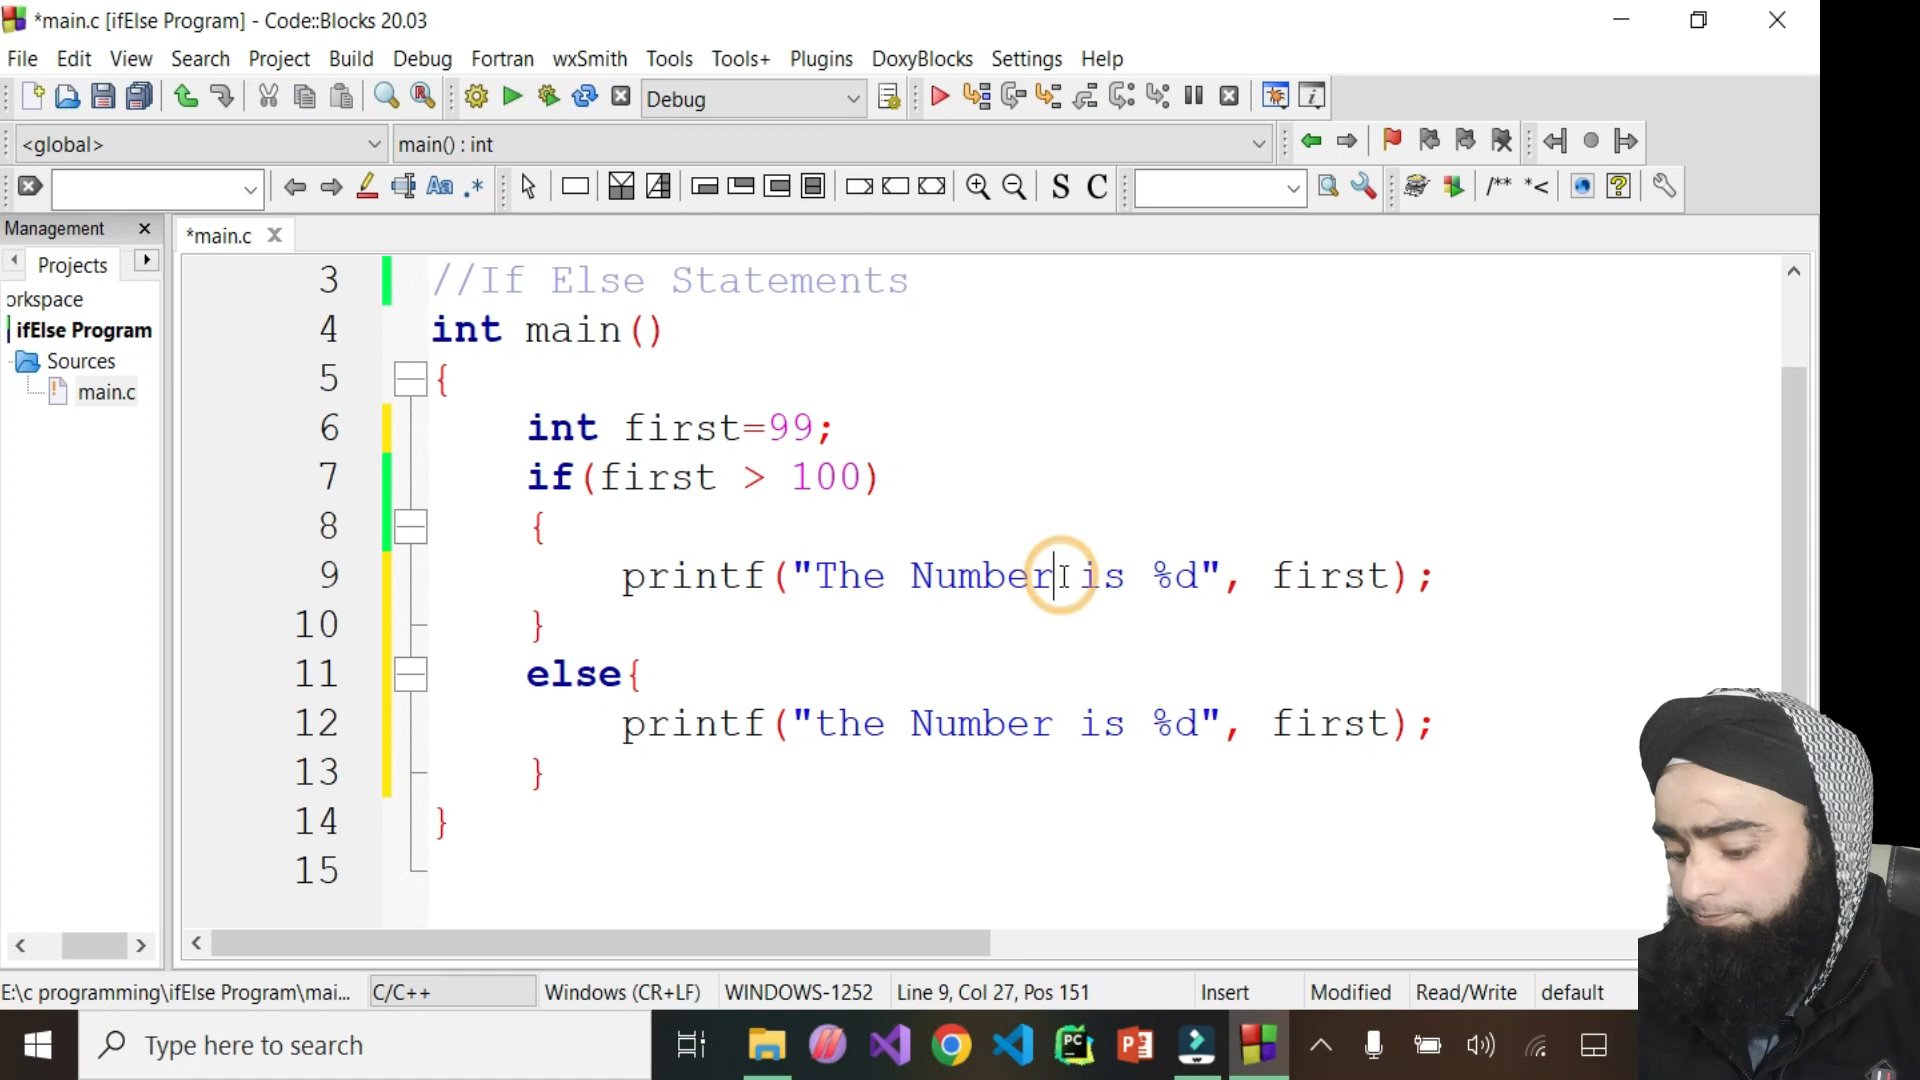 *main.c [ifElse Program] - Code::Blocks 20.03
File Edit View Search Project Build Debug Fortran wxSmith Tools Tools+ Plugins DoxyBlocks Settings Help
Debug
<global> main() : int
Aa .* S C /** *<
Management
*main.c
Projects
orkspace
ifElse Program
Sources
main.c
3 //If Else Statements
4 int main()
5 {
6 int first=99;
7 if(first > 100)
8 {
9 printf("The Number is %d", first);
10 }
11 else{
12 printf("the Number is %d", first);
13 }
14 }
15
E:\c programming\ifElse Program\mai... C/C++ Windows (CR+LF) WINDOWS-1252 Line 9, Col 27, Pos 151 Insert Modified Read/Write default
Type here to search